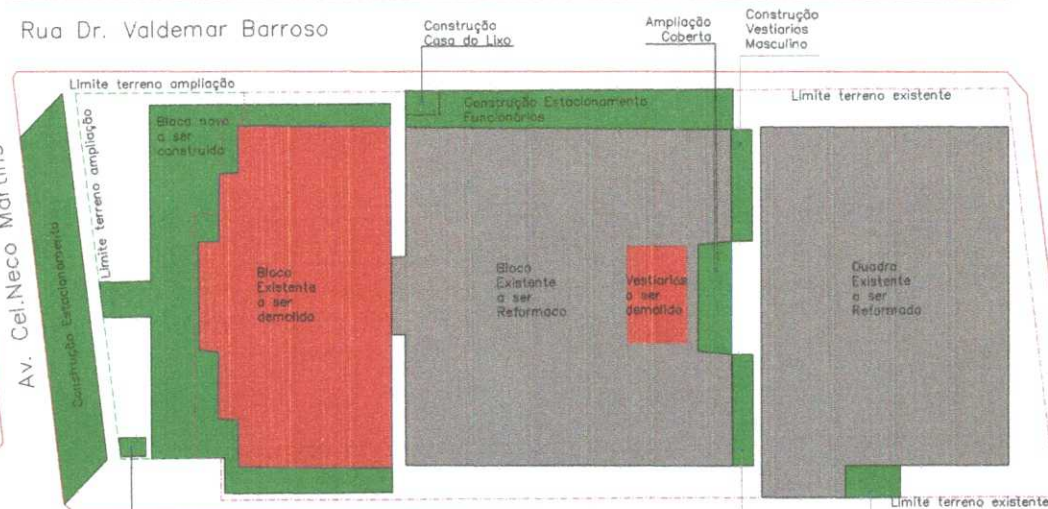 Rua Dr. Valdemar Barroso
Construção
Casa do Lixo
Ampliação
Coberta
Construção
Vestiarios
Masculino
Limite terreno ampliação
Limite terreno existente
Construção Estacionamento
Funcionários
Bloco novo
a ser
construido
Limite terreno ampliação
Av. Cel.Neco Martins
Construção Estacionamento
Bloco
Existente
a ser
demolido
Bloco
Existente
a ser
Reformado
Vestiarios
a ser
demolido
Quadra
Existente
a ser
Reformada
Limite terreno existente